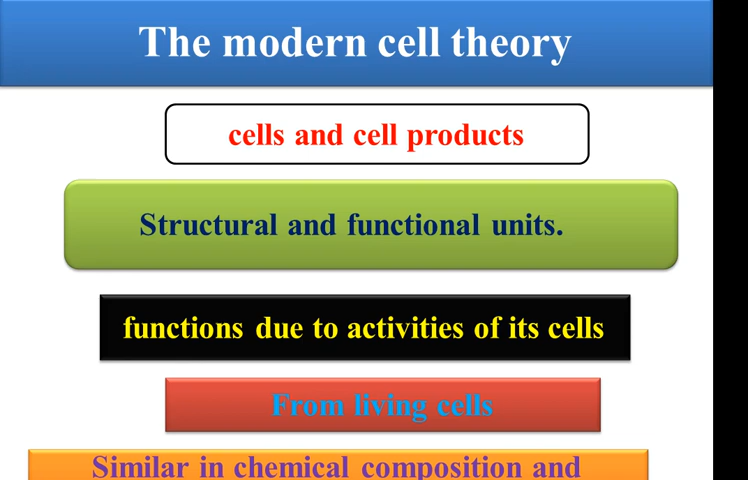 The modern cell theory
cells and cell products
Structural and functional units.
functions due to activities of its cells
From living cells
Similar in chemical composition and